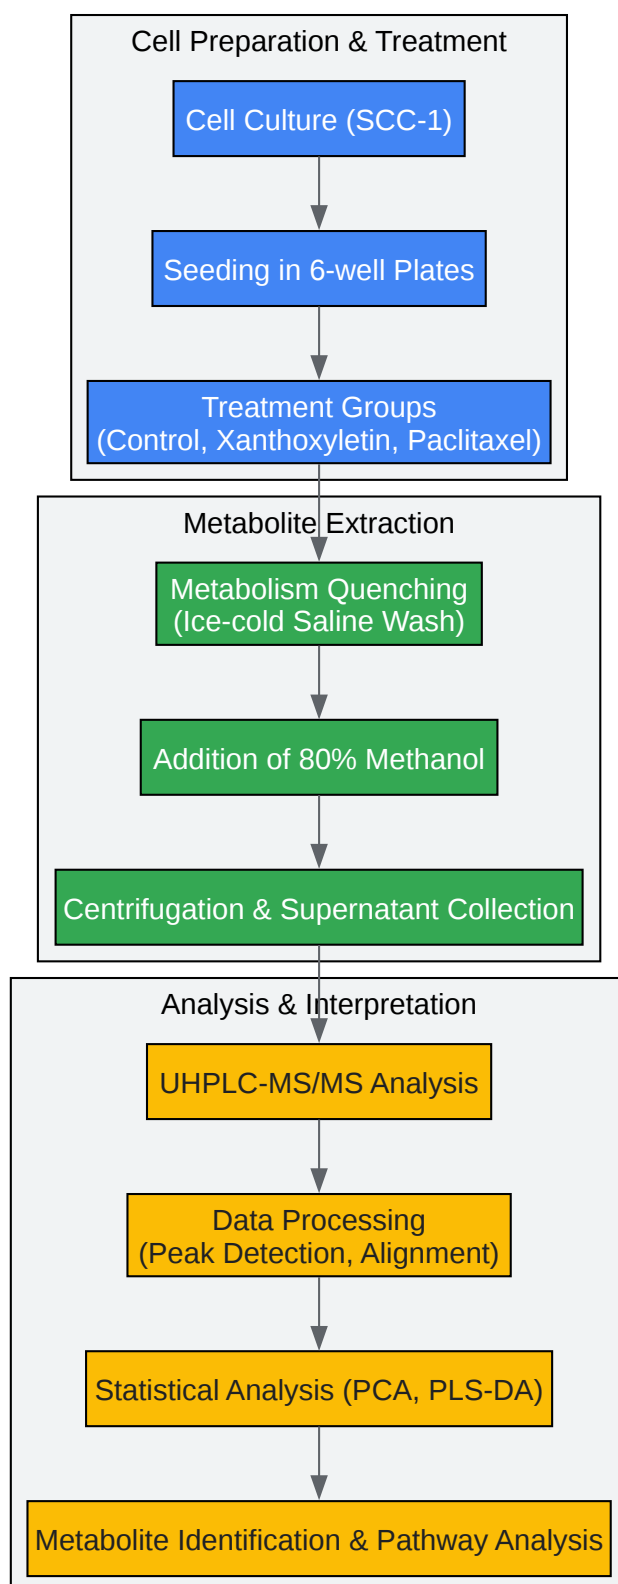 Cell Preparation & Treatment
Cell Culture (SCC-1)
Seeding in 6-well Plates
Treatment Groups
(Control, Xanthoxyletin, Paclitaxel)
Metabolite Extraction
Metabolism Quenching
(Ice-cold Saline Wash)
Addition of 80% Methanol
Centrifugation & Supernatant Collection
Analysis & Interpretation
UHPLC-MS/MS Analysis
Data Processing
(Peak Detection, Alignment)
Statistical Analysis (PCA, PLS-DA)
Metabolite Identification & Pathway Analysis